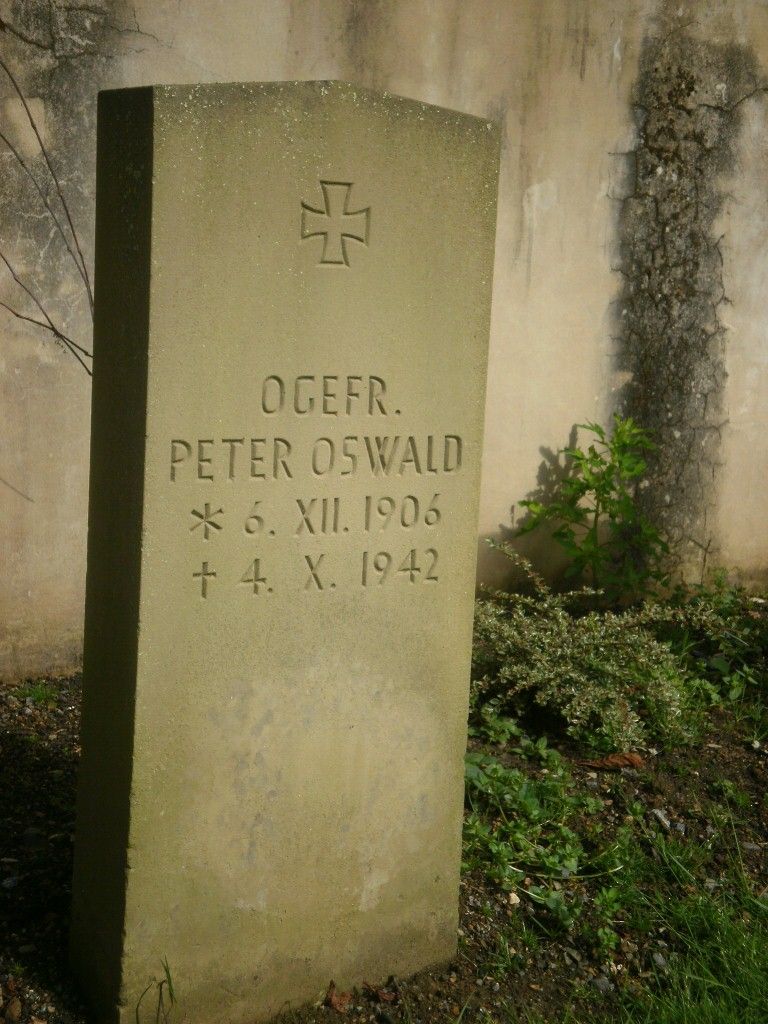 OGEFR.
PETER OSWALD
* 6. XII. 1906
† 4. X. 1942